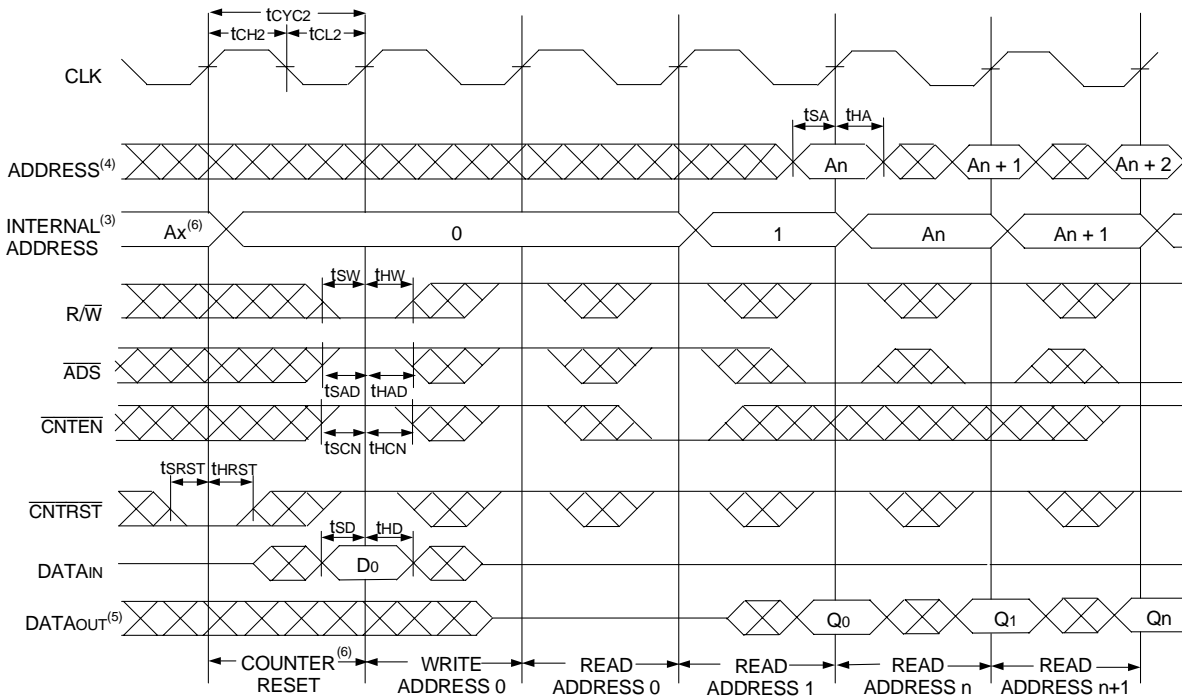 tCYC2
tCH2 tCL2
CLK
tSA tHA
ADDRESS(4) An An + 1 An + 2
INTERNAL(3) ADDRESS Ax(6) 0 1 An An + 1
tSW tHW
R/W̅
A̅D̅S̅
tSAD tHAD
C̅N̅T̅E̅N̅
tSCN tHCN
tSRST tHRST
C̅N̅T̅R̅S̅T̅
tSD tHD
DATAIN D0
DATAOUT(5) Q0 Q1 Qn
COUNTER(6) RESET
WRITE ADDRESS 0
READ ADDRESS 0
READ ADDRESS 1
READ ADDRESS n
READ ADDRESS n+1